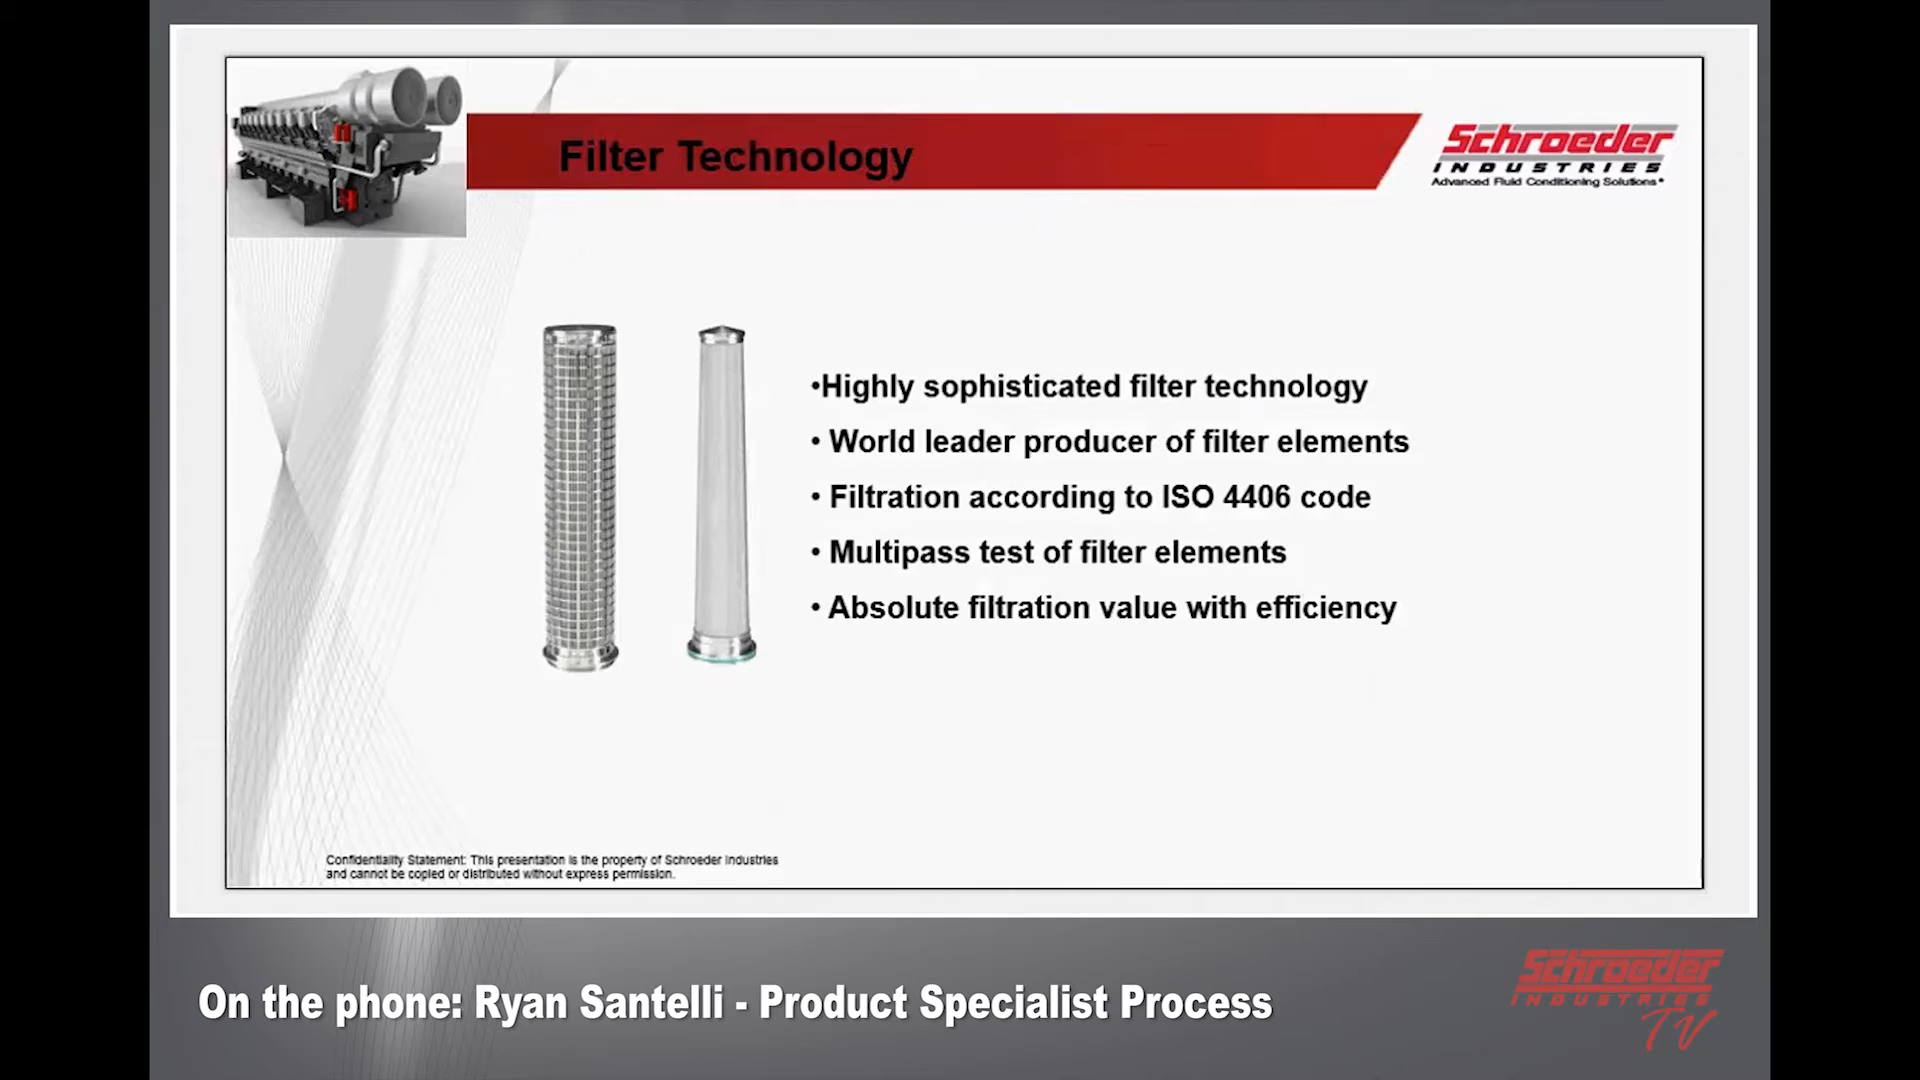 Filter Technology
Schroeder
INDUSTRIES
Advanced Fluid Conditioning Solutions®
•Highly sophisticated filter technology
• World leader producer of filter elements
• Filtration according to ISO 4406 code
• Multipass test of filter elements
• Absolute filtration value with efficiency
Confidentiality Statement: This presentation is the property of Schroeder Industries
and cannot be copied or distributed without express permission.
On the phone: Ryan Santelli - Product Specialist Process
Schroeder
INDUSTRIES
TV